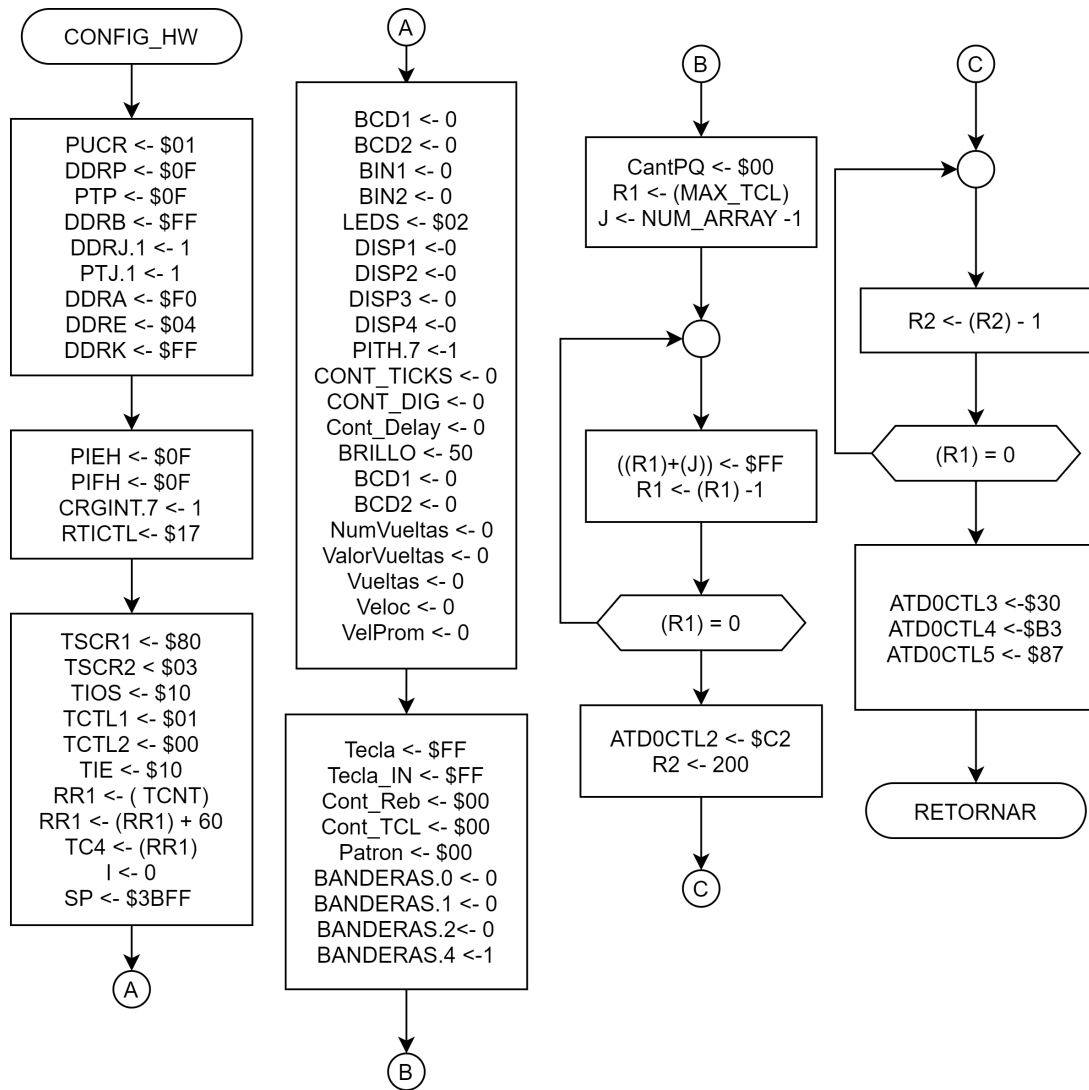 CONFIG_HW
PUCR <- $01
DDRP <- $0F
PTP <- $0F
DDRB <- $FF
DDRJ.1 <- 1
PTJ.1 <- 1
DDRA <- $F0
DDRE <- $04
DDRK <- $FF
PIEH <- $0F
PIFH <- $0F
CRGINT.7 <- 1
RTICTL<- $17
TSCR1 <- $80
TSCR2 < $03
TIOS <- $10
TCTL1 <- $01
TCTL2 <- $00
TIE <- $10
RR1 <- ( TCNT)
RR1 <- (RR1) + 60
TC4 <- (RR1)
I <- 0
SP <- $3BFF
A
A
BCD1 <- 0
BCD2 <- 0
BIN1 <- 0
BIN2 <- 0
LEDS <- $02
DISP1 <-0
DISP2 <-0
DISP3 <- 0
DISP4 <-0
PITH.7 <-1
CONT_TICKS <- 0
CONT_DIG <- 0
Cont_Delay <- 0
BRILLO <- 50
BCD1 <- 0
BCD2 <- 0
NumVueltas <- 0
ValorVueltas <- 0
Vueltas <- 0
Veloc <- 0
VelProm <- 0
Tecla <- $FF
Tecla_IN <- $FF
Cont_Reb <- $00
Cont_TCL <- $00
Patron <- $00
BANDERAS.0 <- 0
BANDERAS.1 <- 0
BANDERAS.2<- 0
BANDERAS.4 <-1
B
B
CantPQ <- $00
R1 <- (MAX_TCL)
J <- NUM_ARRAY -1
((R1)+(J)) <- $FF
R1 <- (R1) -1
(R1) = 0
ATD0CTL2 <- $C2
R2 <- 200
C
C
R2 <- (R2) - 1
(R1) = 0
ATD0CTL3 <-$30
ATD0CTL4 <-$B3
ATD0CTL5 <- $87
RETORNAR